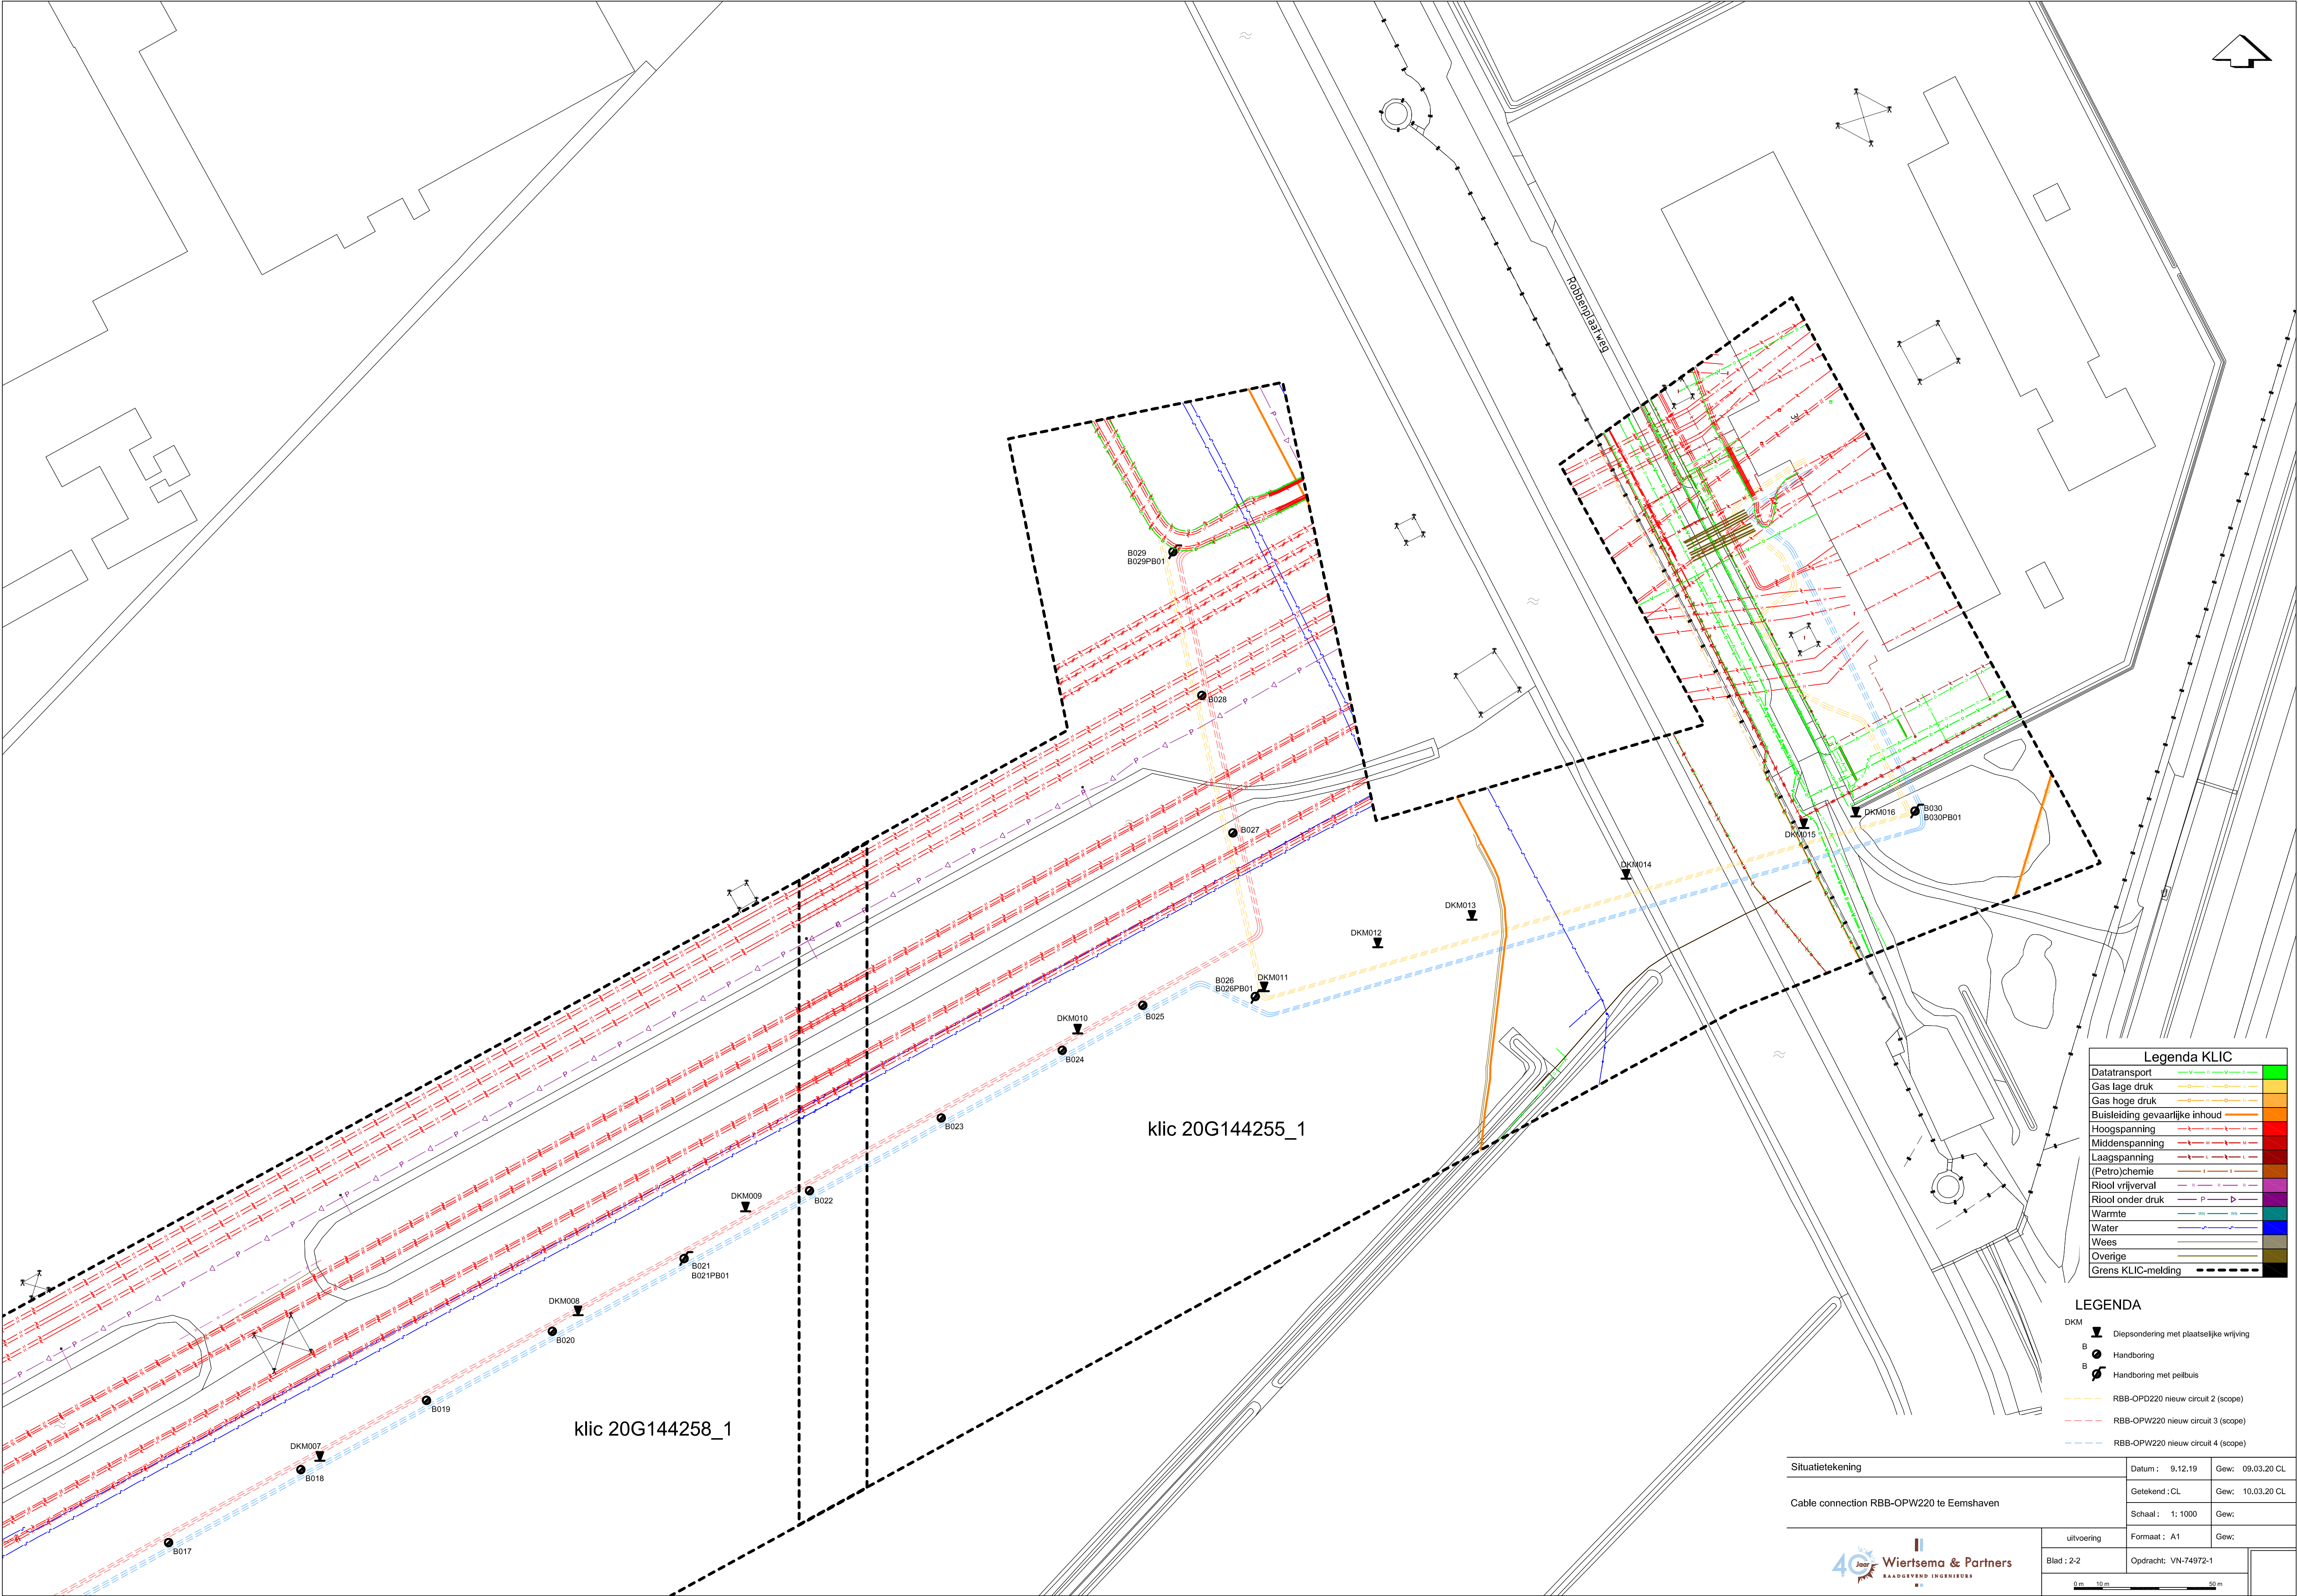 Robbenplaatweg
3
B029
B029PB01
B028
B027
DKM016
B030
B030PB01
DKM015
DKM014
DKM013
DKM012
DKM011
B026
B026PB01
B025
DKM010
B024
B023
klic 20G144255_1
DKM009
B022
B021
B021PB01
DKM008
B020
B019
klic 20G144258_1
DKM007
B018
B017
Legenda KLIC
Datatransport
Gas lage druk
Gas hoge druk
Buisleiding gevaarlijke inhoud
Hoogspanning
Middenspanning
Laagspanning
(Petro)chemie
Riool vrijverval
Riool onder druk
Warmte
Water
Wees
Overige
Grens KLIC-melding
LEGENDA
DKM
Diepsondering met plaatselijke wrijving
B
Handboring
B
Handboring met peilbuis
RBB-OPD220 nieuw circuit 2 (scope)
RBB-OPW220 nieuw circuit 3 (scope)
RBB-OPW220 nieuw circuit 4 (scope)
Situatietekening
Datum : 9.12.19
Gew: 09.03.20 CL
Cable connection RBB-OPW220 te Eemshaven
Getekend : CL
Gew: 10.03.20 CL
Schaal : 1: 1000
Gew:
uitvoering
Formaat : A1
Gew:
40 Jaar
Wiertsema & Partners
RAADGEVEND INGENIEURS
Blad : 2-2
Opdracht: VN-74972-1
0 m 10 m 50 m